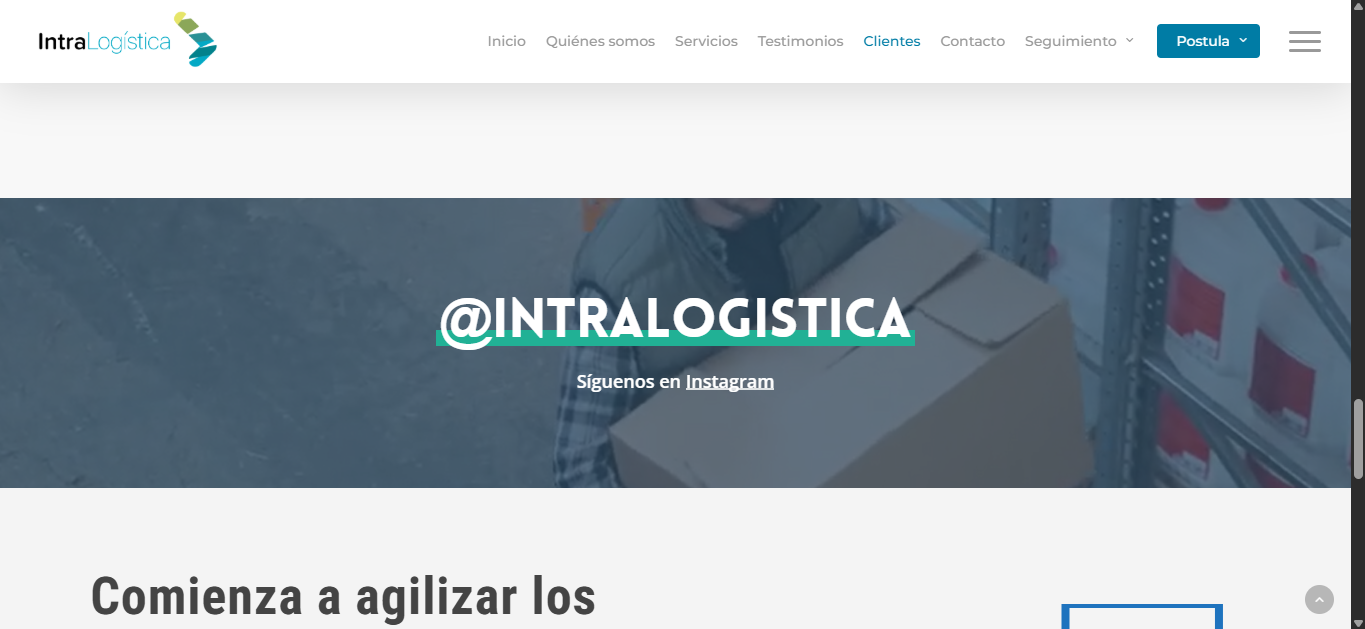 IntraLogística
Inicio Quiénes somos Servicios Testimonios Clientes Contacto Seguimiento Postula
@INTRALOGISTICA
Síguenos en Instagram
Comienza a agilizar los